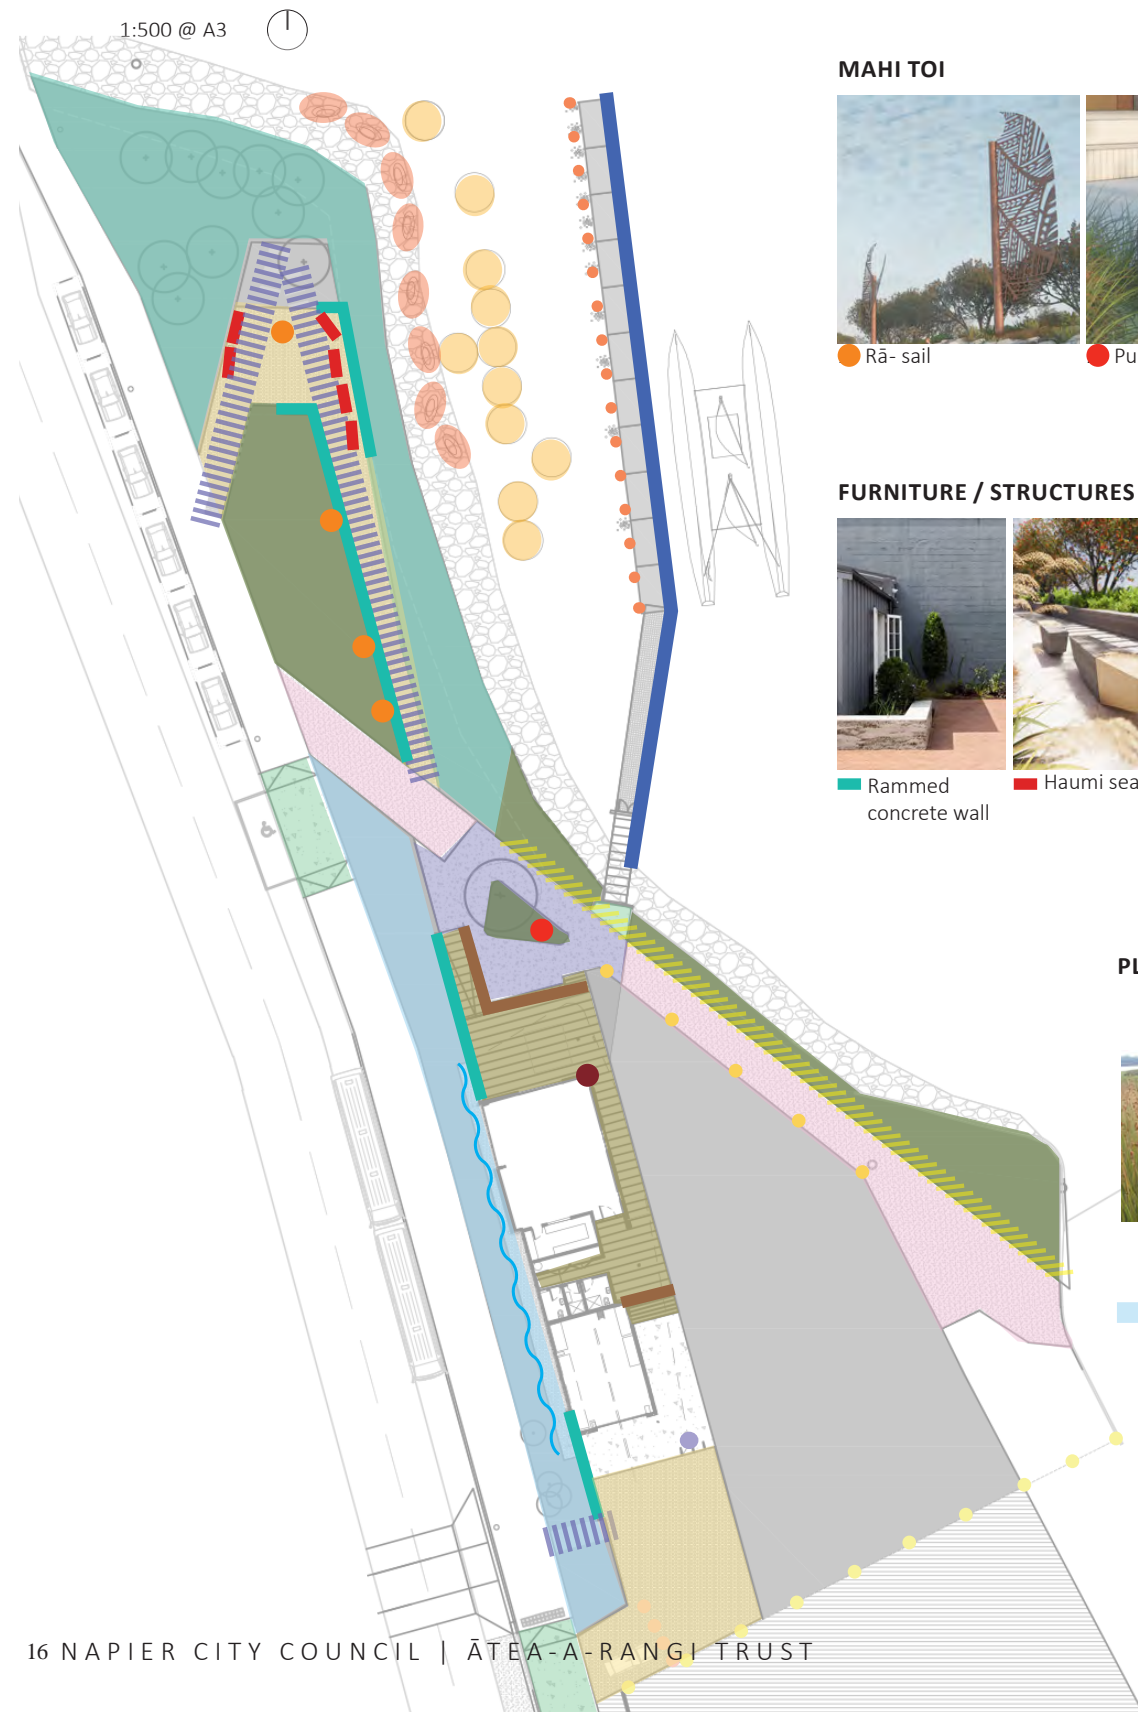 1:500 @ A3
MAHI TOI
Rā- sail
Pu
FURNITURE / STRUCTURES
Rammed
concrete wall
Haumi sea
PL
16 NAPIER CITY COUNCIL | ĀTEA-A-RANGI TRUST